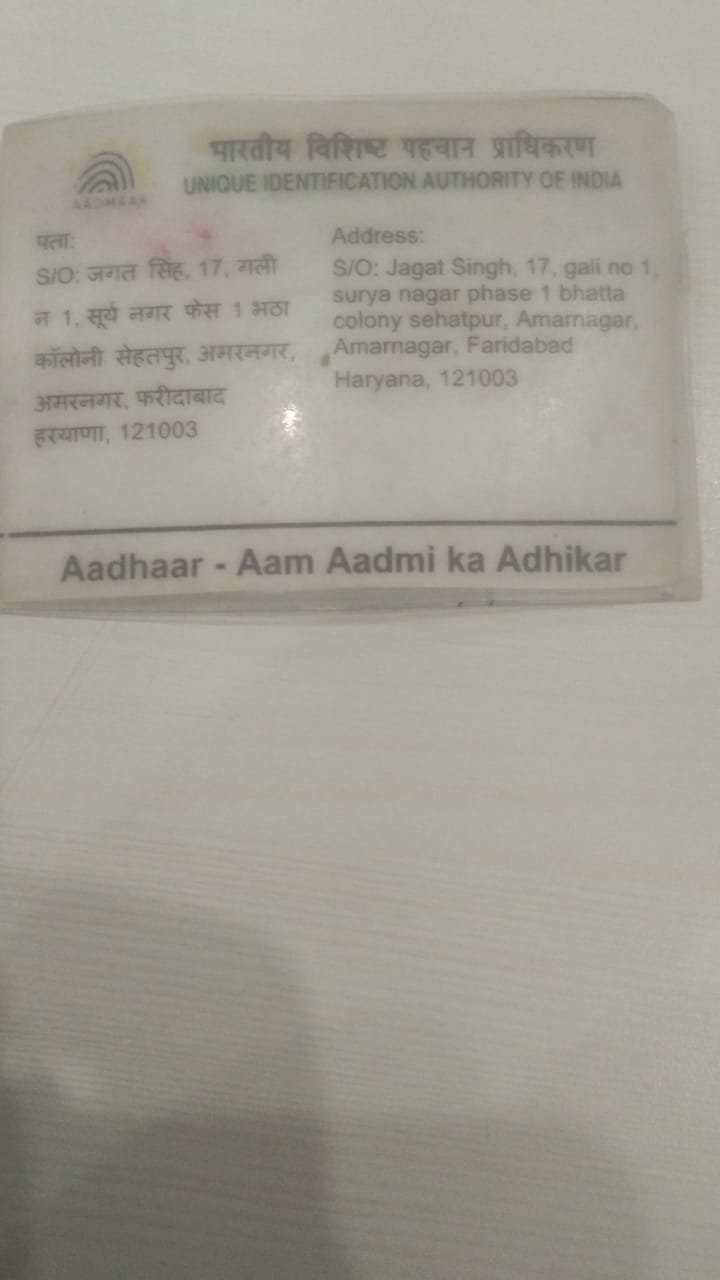 भारतीय विशिष्ट पहचान प्राधिकरण
UNIQUE IDENTIFICATION AUTHORITY OF INDIA
AADHAAR
पता:
S/O: जगत सिंह, 17, गली
न 1, सूर्य नगर फेस 1 भठा
कॉलोनी सेहतपुर, अमरनगर,
अमरनगर, फरीदाबाद
हरयाणा, 121003
Address:
S/O: Jagat Singh, 17, gali no 1,
surya nagar phase 1 bhatta
colony sehatpur, Amarnagar,
Amarnagar, Faridabad
Haryana, 121003
Aadhaar - Aam Aadmi ka Adhikar